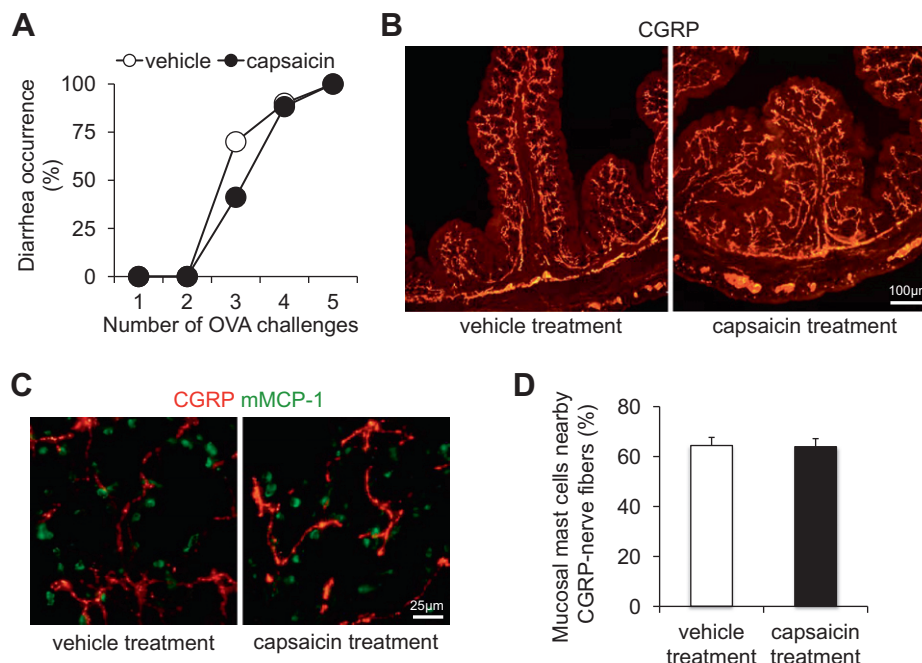 A
vehicle capsaicin
Diarrhea occurrence
(%)
100
75
50
25
0
1 2 3 4 5
Number of OVA challenges
B
CGRP
100μm
vehicle treatment capsaicin treatment
C
CGRP mMCP-1
25μm
vehicle treatment capsaicin treatment
D
Mucosal mast cells nearby
CGRP-nerve fibers (%)
80
60
40
20
0
vehicle capsaicin
treatment treatment